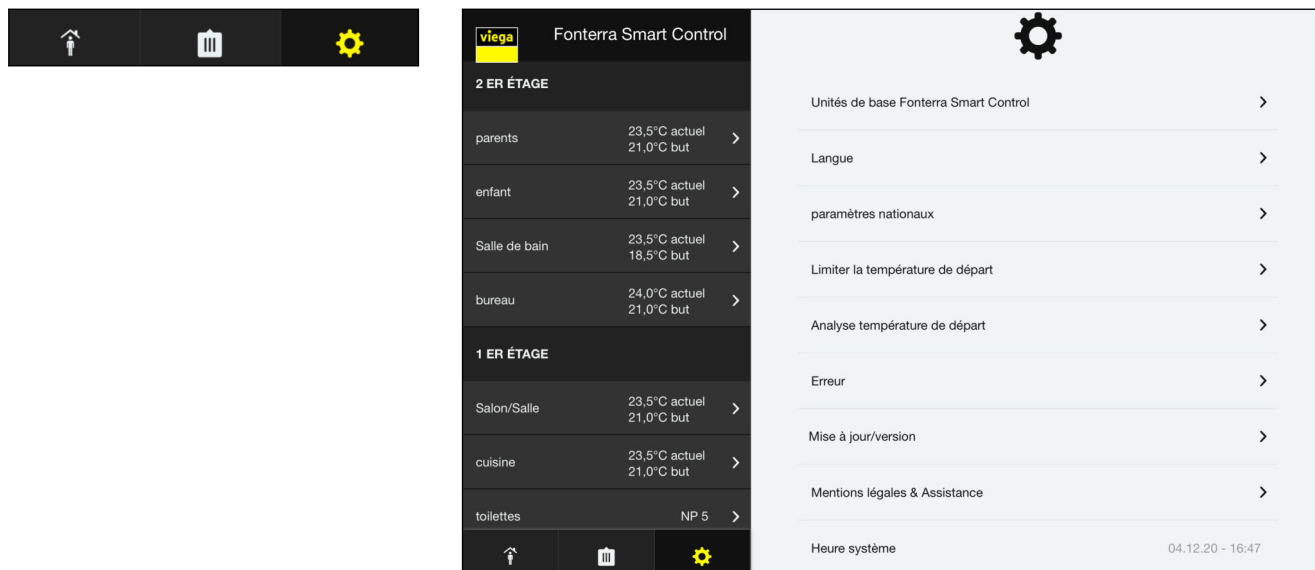 viega
Fonterra Smart Control
2 ER ÉTAGE
parents
23,5°C actuel
21,0°C but
enfant
23,5°C actuel
21,0°C but
Salle de bain
23,5°C actuel
18,5°C but
bureau
24,0°C actuel
21,0°C but
1 ER ÉTAGE
Salon/Salle
23,5°C actuel
21,0°C but
cuisine
23,5°C actuel
21,0°C but
toilettes
NP 5
Unités de base Fonterra Smart Control
Langue
paramètres nationaux
Limiter la température de départ
Analyse température de départ
Erreur
Mise à jour/version
Mentions légales & Assistance
Heure système
04.12.20 - 16:47